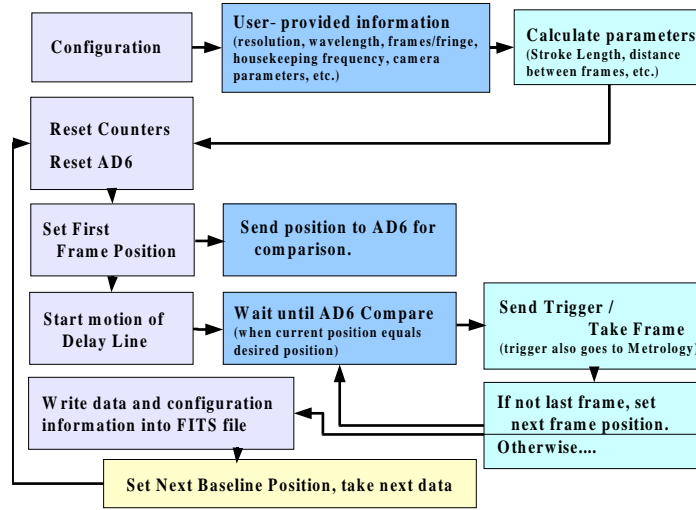 Configuration
User- provided information
(resolution, wavelength, frames/fringe,
housekeeping frequency, camera
parameters, etc.)
Calculate parameters
(Stroke Length, distance
between frames, etc.)
Reset Counters
Reset AD6
Set First
Frame Position
Send position to AD6 for
comparison.
Start motion of
Delay Line
Wait until AD6 Compare
(when current position equals
desired position)
Send Trigger /
Take Frame
(trigger also goes to Metrology)
If not last frame, set
next frame position.
Otherwise....
Write data and configuration
information into FITS file
Set Next Baseline Position, take next data